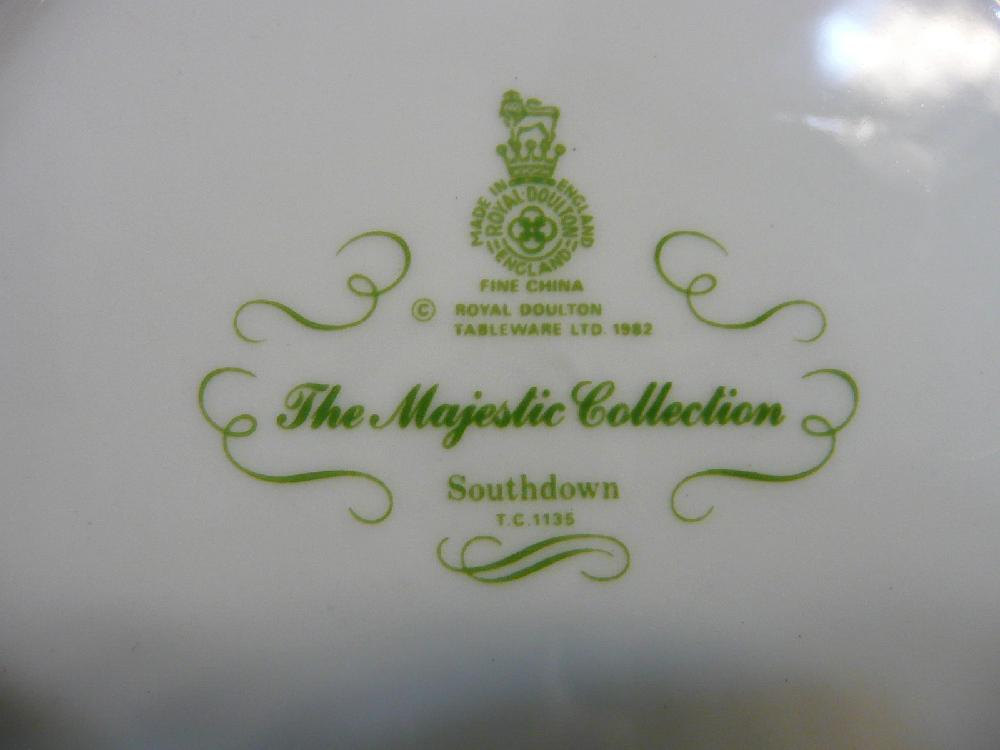 MADE IN ENGLAND
ROYAL DOULTON
ENGLAND
FINE CHINA
© ROYAL DOULTON
TABLEWARE LTD. 1982
The Majestic Collection
Southdown
T.C.1135